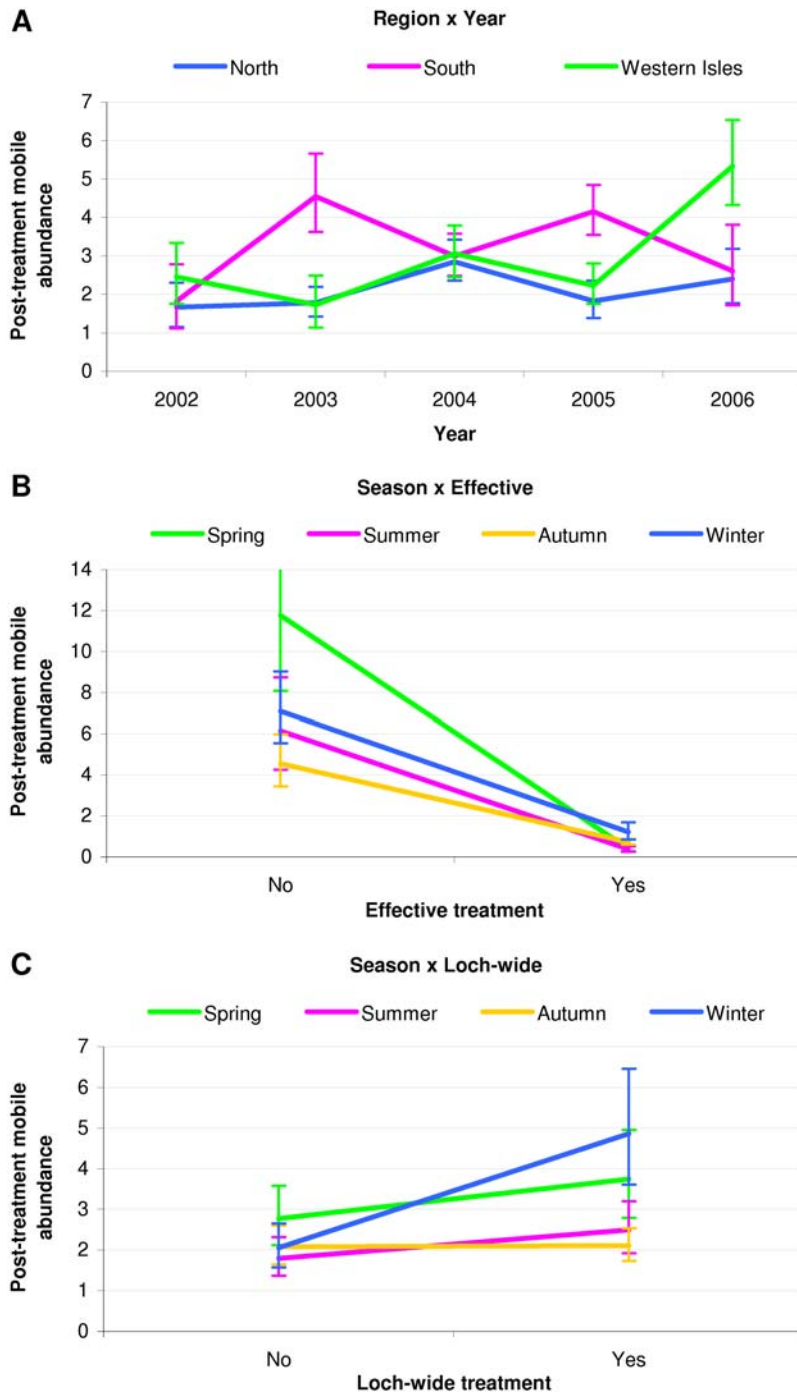 A
Region x Year
North South Western Isles
Post-treatment mobile
abundance
7
6
5
4
3
2
1
0
2002 2003 2004 2005 2006
Year
B
Season x Effective
Spring Summer Autumn Winter
Post-treatment mobile
abundance
14
12
10
8
6
4
2
0
No Yes
Effective treatment
C
Season x Loch-wide
Spring Summer Autumn Winter
Post-treatment mobile
abundance
7
6
5
4
3
2
1
0
No Yes
Loch-wide treatment